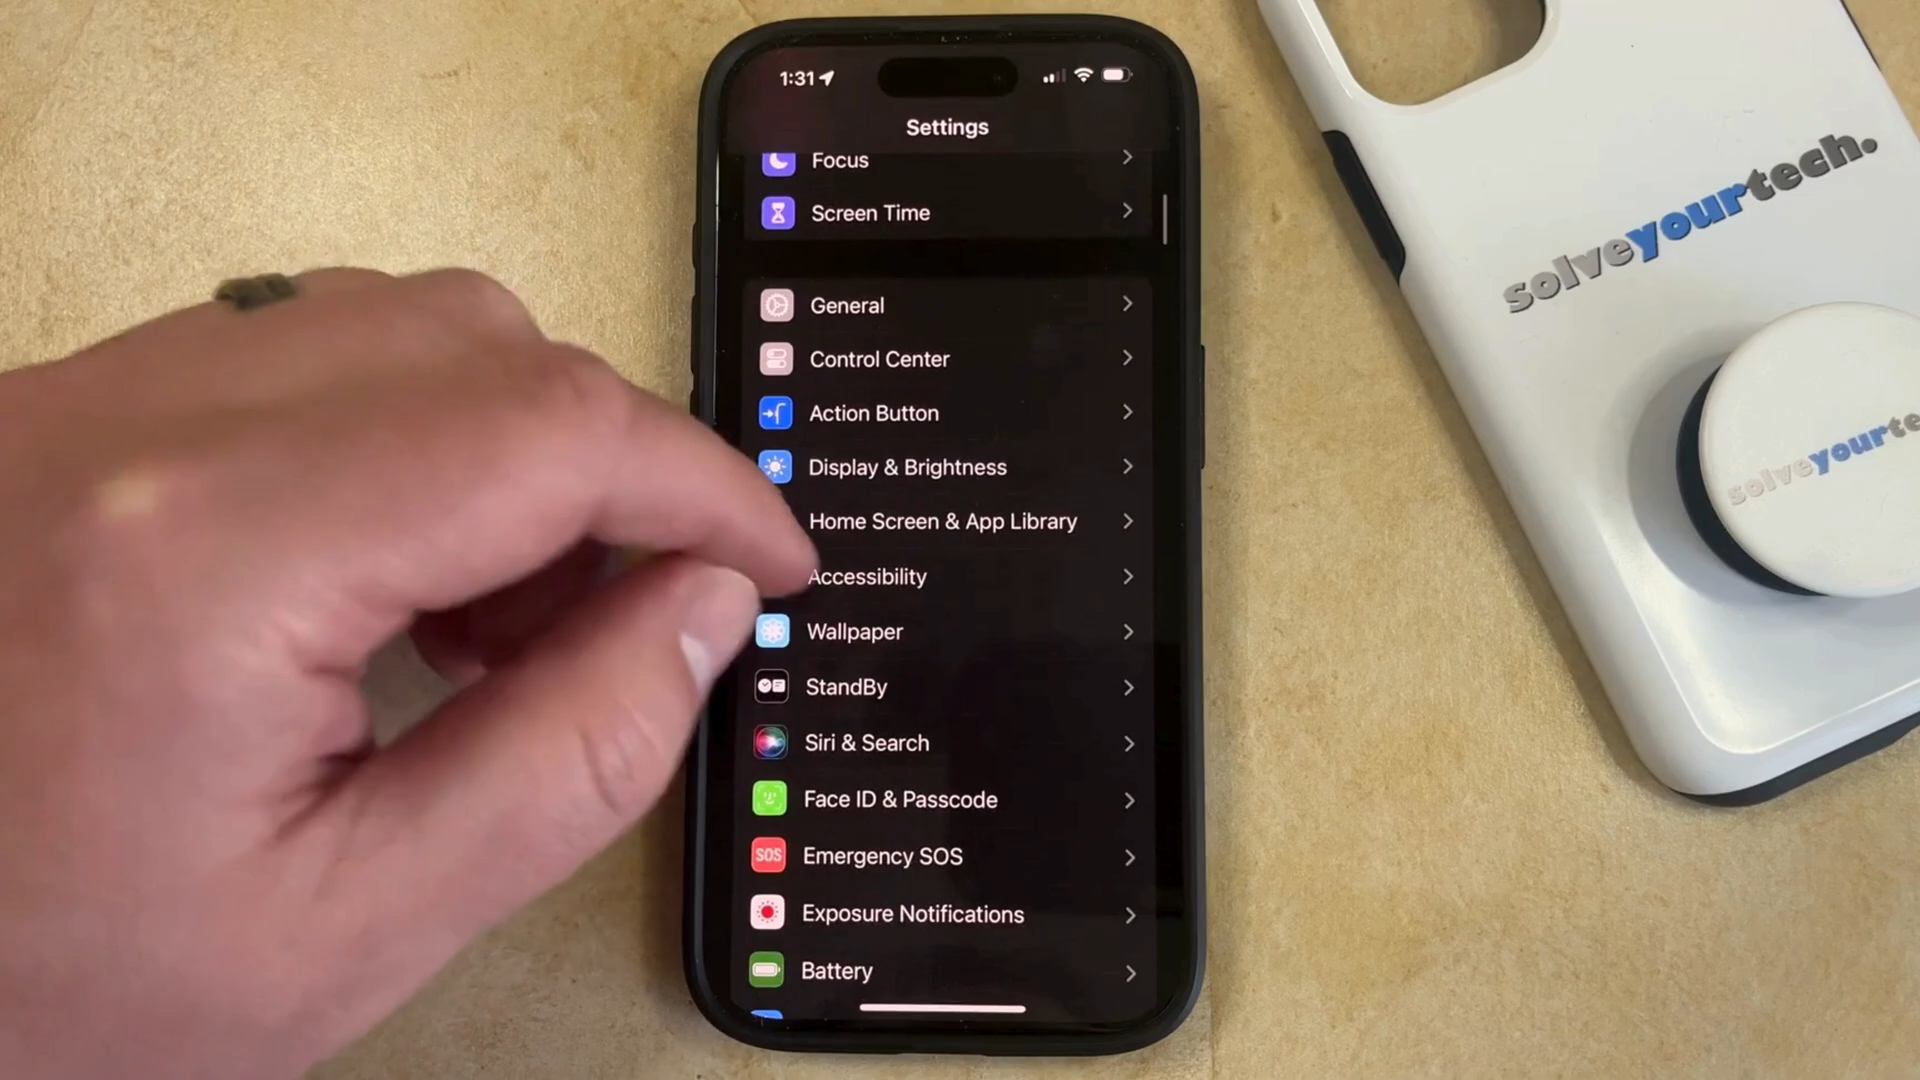 1:31
Settings
Focus
Screen Time
General
Control Center
Action Button
Display & Brightness
Home Screen & App Library
Accessibility
Wallpaper
StandBy
Siri & Search
Face ID & Passcode
SOS Emergency SOS
Exposure Notifications
Battery
solveyourtech.
solveyourte